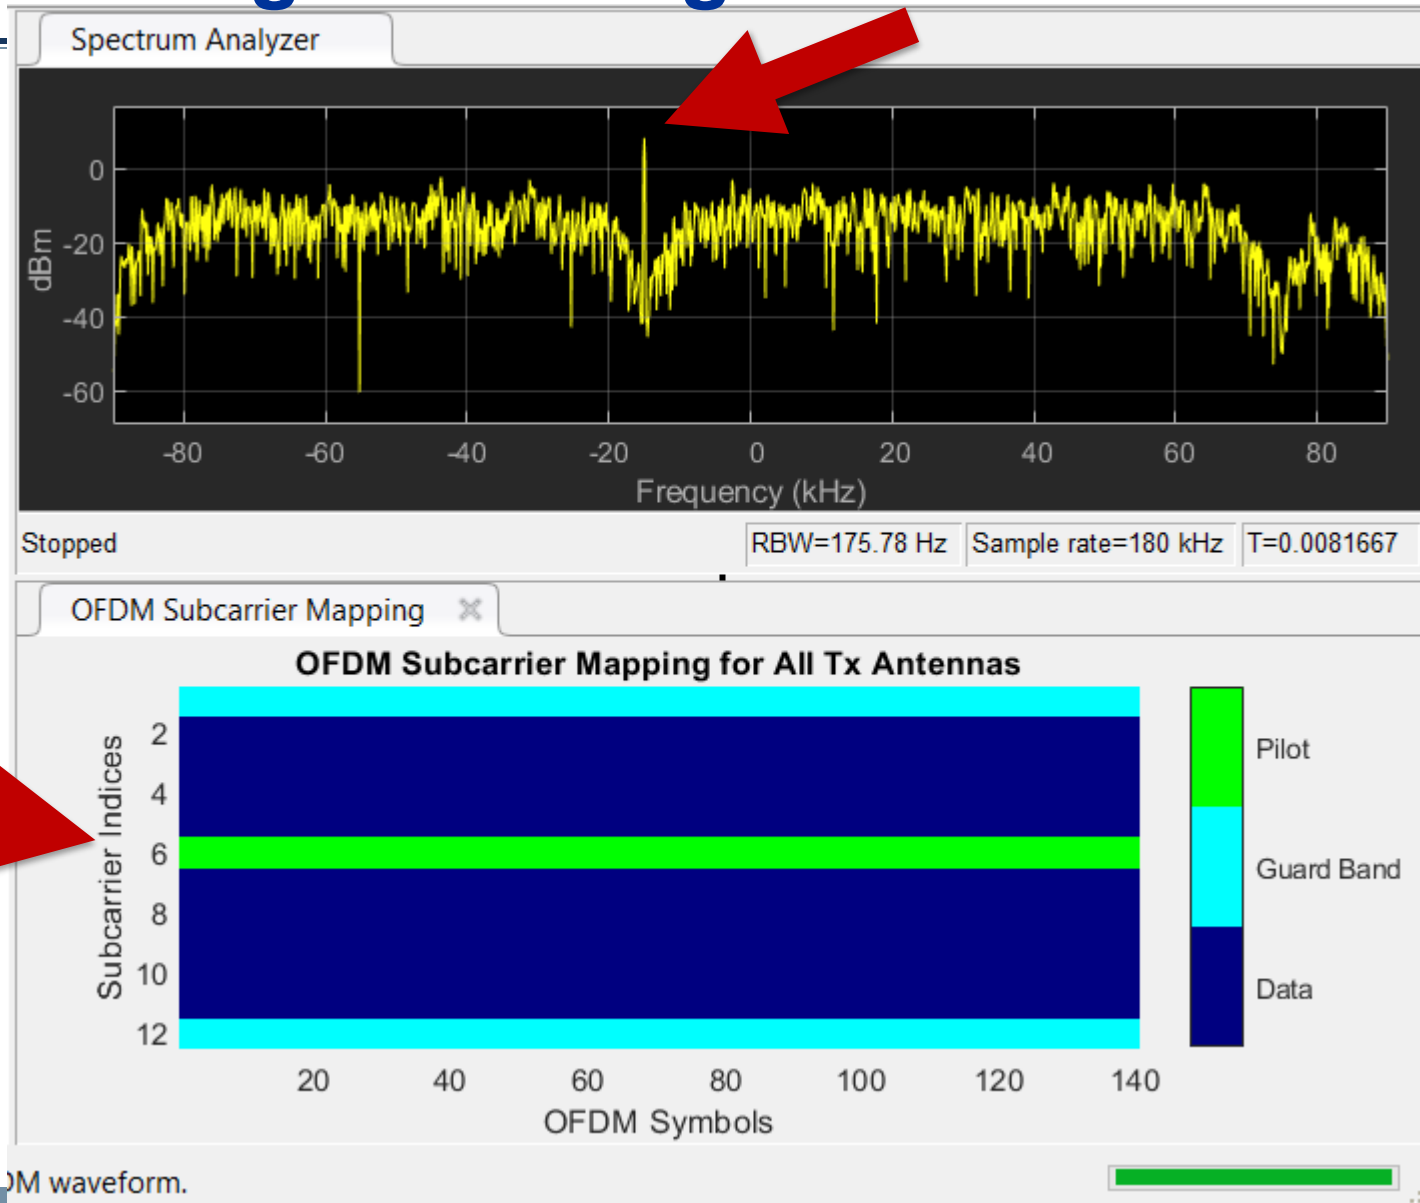 Spectrum Analyzer
0
-20
-40
-60
dBm
-80 -60 -40 -20 0 20 40 60 80
Frequency (kHz)
Stopped RBW=175.78 Hz Sample rate=180 kHz T=0.0081667
OFDM Subcarrier Mapping
OFDM Subcarrier Mapping for All Tx Antennas
2
4
6
8
10
12
Subcarrier Indices
20 40 60 80 100 120 140
OFDM Symbols
Pilot
Guard Band
Data
DM waveform.